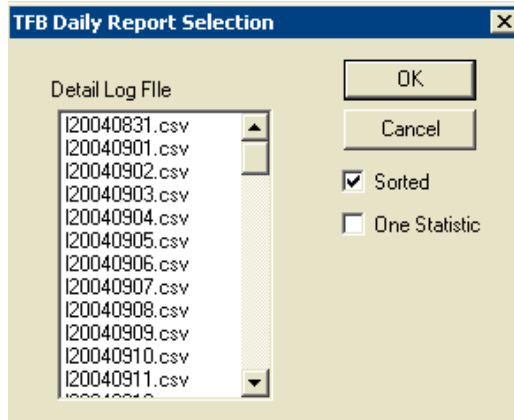 TFB Daily Report Selection
Detail Log FIle
I20040831.csv
I20040901.csv
I20040902.csv
I20040903.csv
I20040904.csv
I20040905.csv
I20040906.csv
I20040907.csv
I20040908.csv
I20040909.csv
I20040910.csv
I20040911.csv
OK
Cancel
Sorted
One Statistic